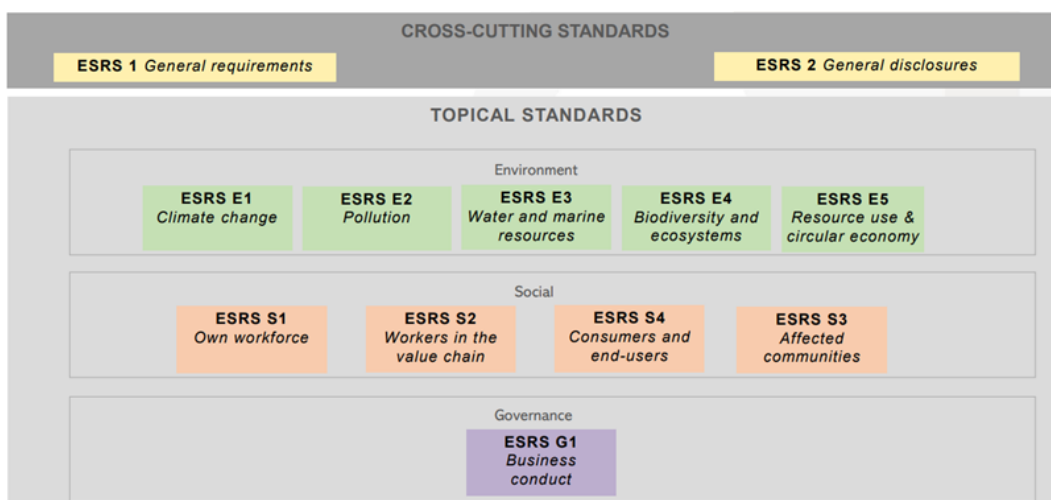 CROSS-CUTTING STANDARDS
ESRS 1 General requirements
ESRS 2 General disclosures
TOPICAL STANDARDS
Environment
ESRS E1
Climate change
ESRS E2
Pollution
ESRS E3
Water and marine
resources
ESRS E4
Biodiversity and
ecosystems
ESRS E5
Resource use &
circular economy
Social
ESRS S1
Own workforce
ESRS S2
Workers in the
value chain
ESRS S4
Consumers and
end-users
ESRS S3
Affected
communities
Governance
ESRS G1
Business
conduct